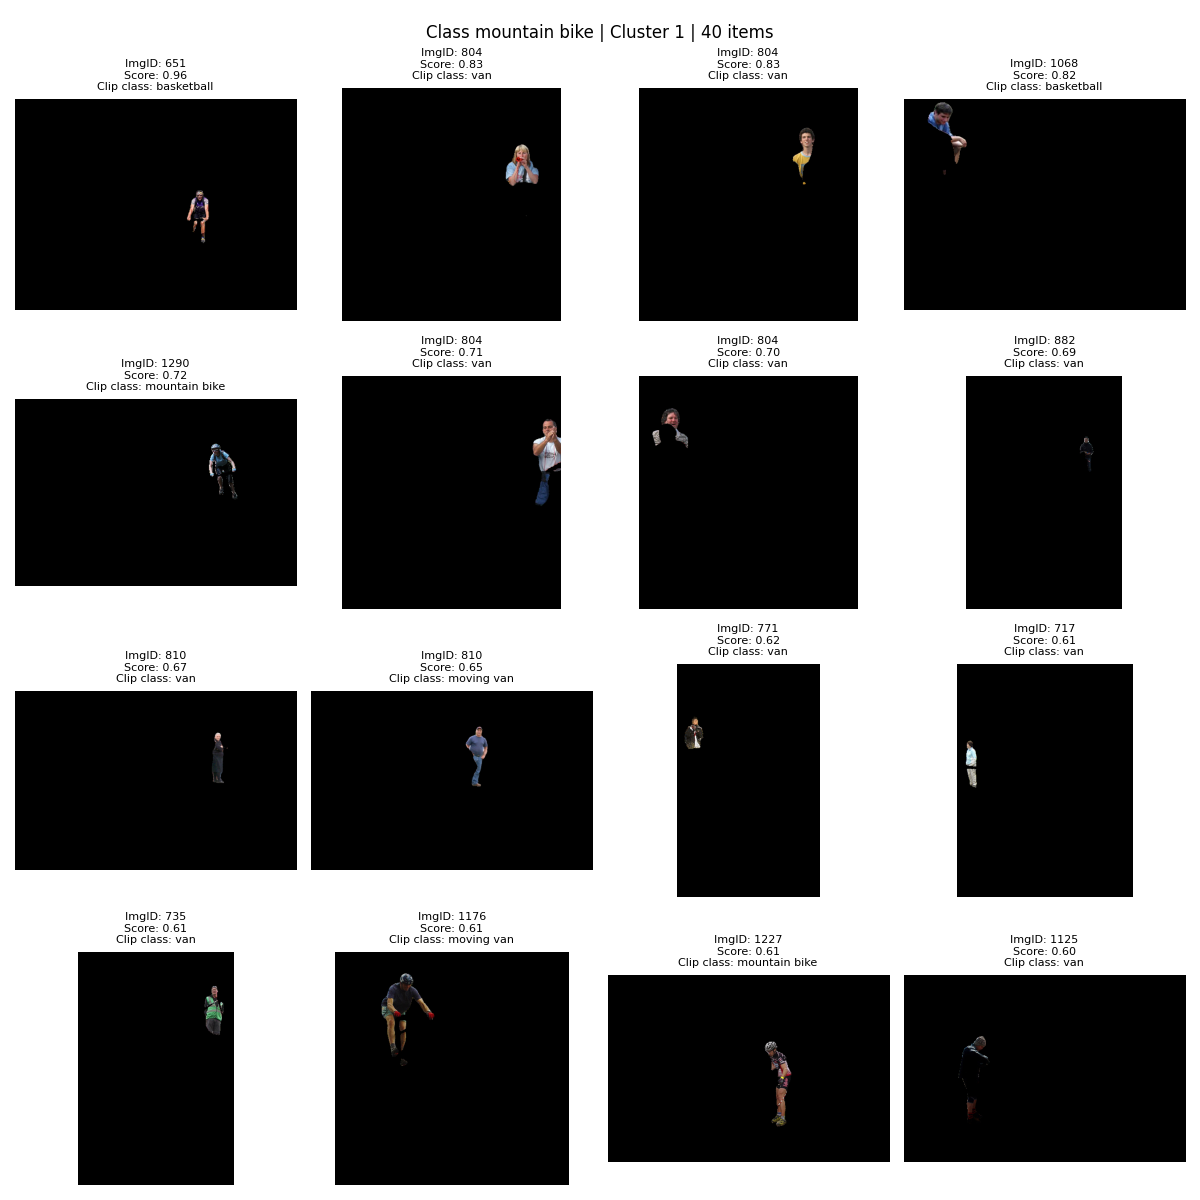 Class mountain bike | Cluster 1 | 40 items
ImgID: 651
Score: 0.96
Clip class: basketball
ImgID: 804
Score: 0.83
Clip class: van
ImgID: 804
Score: 0.83
Clip class: van
ImgID: 1068
Score: 0.82
Clip class: basketball
ImgID: 1290
Score: 0.72
Clip class: mountain bike
ImgID: 804
Score: 0.71
Clip class: van
ImgID: 804
Score: 0.70
Clip class: van
ImgID: 882
Score: 0.69
Clip class: van
ImgID: 810
Score: 0.67
Clip class: van
ImgID: 810
Score: 0.65
Clip class: moving van
ImgID: 771
Score: 0.62
Clip class: van
ImgID: 717
Score: 0.61
Clip class: van
ImgID: 735
Score: 0.61
Clip class: van
ImgID: 1176
Score: 0.61
Clip class: moving van
ImgID: 1227
Score: 0.61
Clip class: mountain bike
ImgID: 1125
Score: 0.60
Clip class: van